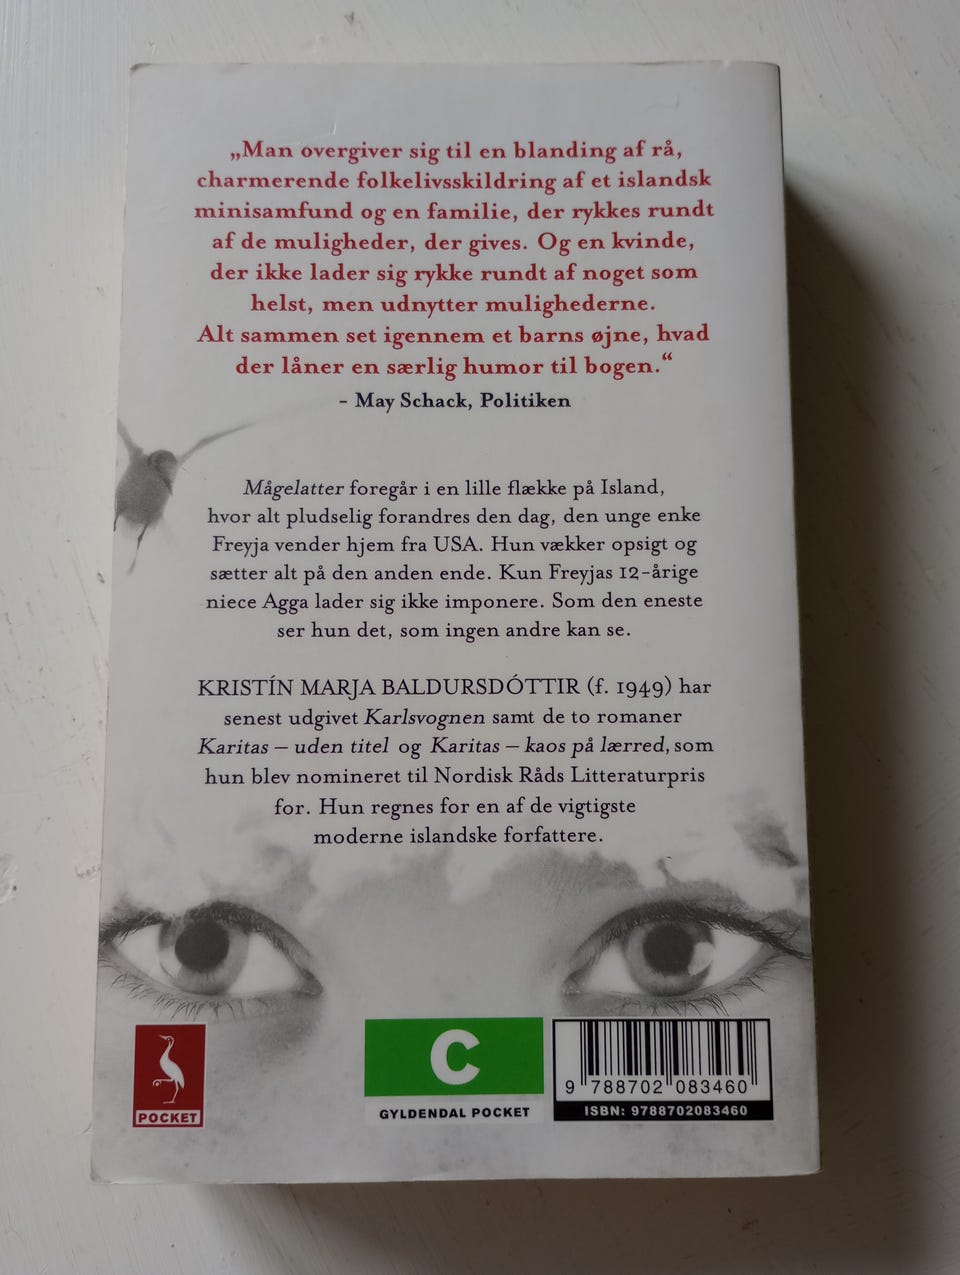 „Man overgiver sig til en blanding af rå,
charmerende folkelivsskildring af et islandsk
minisamfund og en familie, der rykkes rundt
af de muligheder, der gives. Og en kvinde,
der ikke lader sig rykke rundt af noget som
helst, men udnytter mulighederne.
Alt sammen set igennem et barns øjne, hvad
der låner en særlig humor til bogen.“
- May Schack, Politiken
Mågelatter foregår i en lille flække på Island,
hvor alt pludselig forandres den dag, den unge enke
Freyja vender hjem fra USA. Hun vækker opsigt og
sætter alt på den anden ende. Kun Freyjas 12-årige
niece Agga lader sig ikke imponere. Som den eneste
ser hun det, som ingen andre kan se.
KRISTÍN MARJA BALDURSDÓTTIR (f. 1949) har
senest udgivet Karlsvognen samt de to romaner
Karitas – uden titel og Karitas – kaos på lærred, som
hun blev nomineret til Nordisk Råds Litteraturpris
for. Hun regnes for en af de vigtigste
moderne islandske forfattere.
POCKET
C
GYLDENDAL POCKET
9 788702 083460
ISBN: 9788702083460